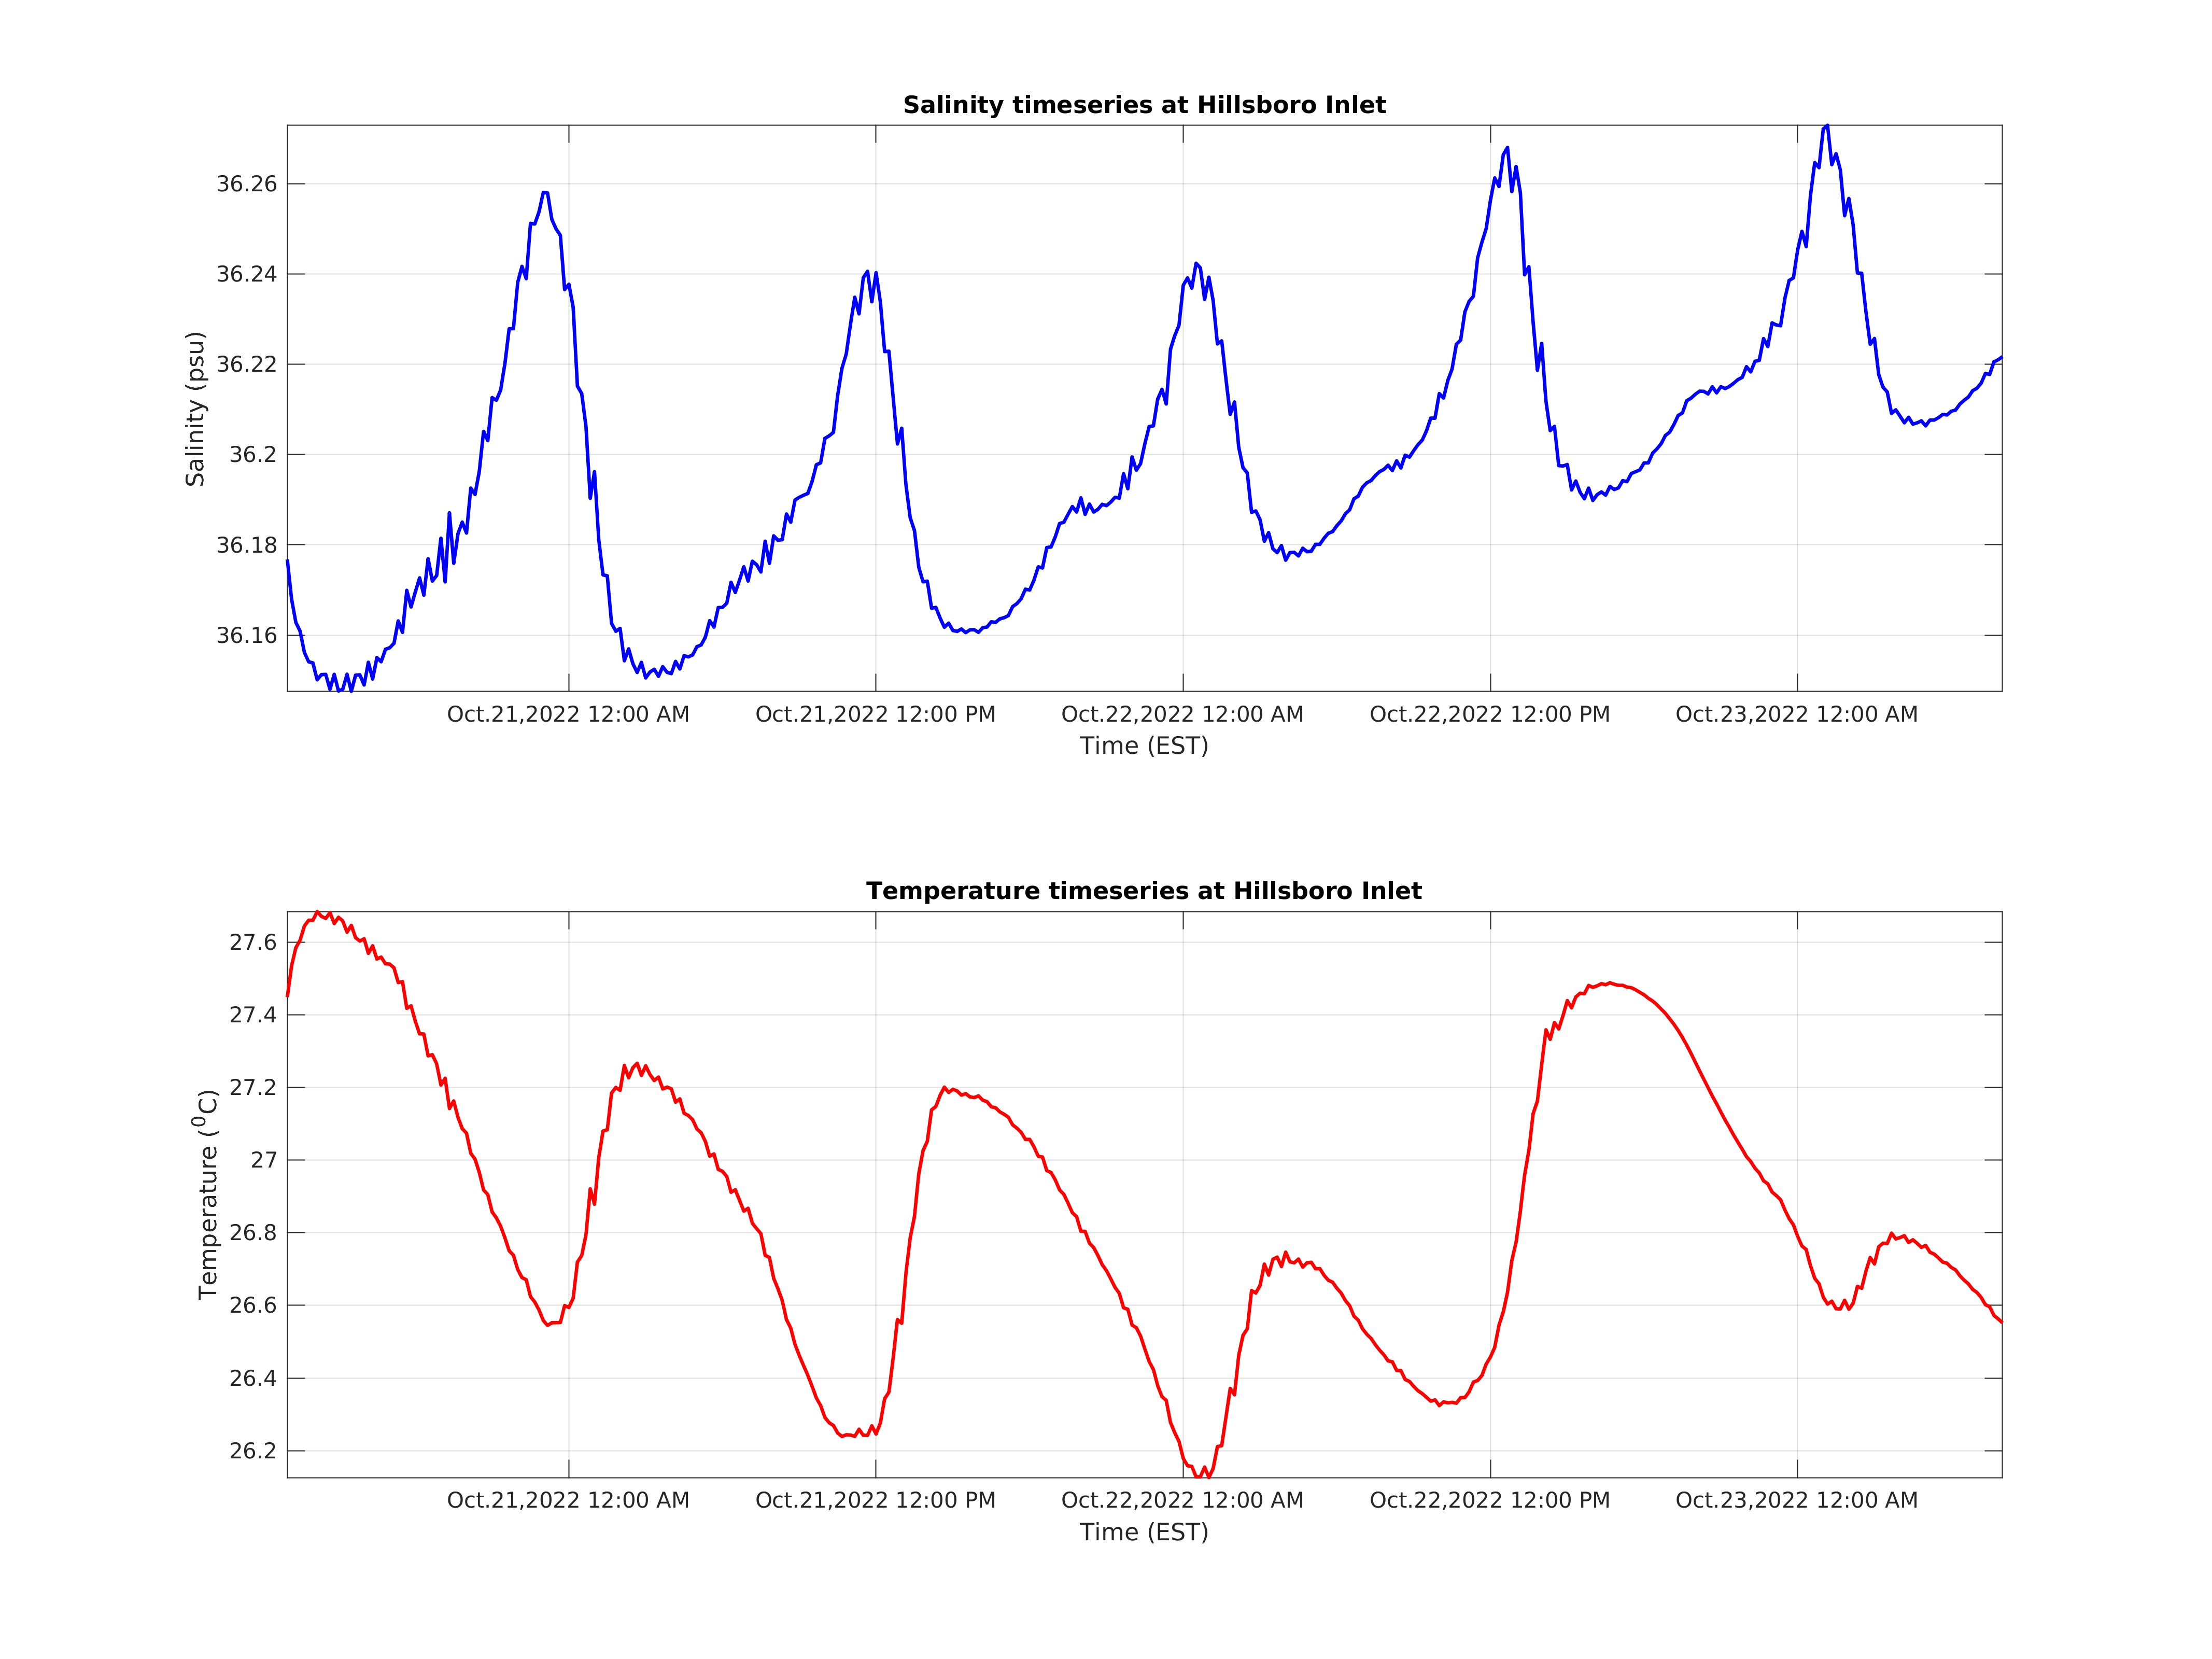 Salinity timeseries at Hillsboro Inlet
36.26
36.24
36.22
36.2
36.18
36.16
Salinity (psu)
Oct.21,2022 12:00 AM Oct.21,2022 12:00 PM Oct.22,2022 12:00 AM Oct.22,2022 12:00 PM Oct.23,2022 12:00 AM
Time (EST)
Temperature timeseries at Hillsboro Inlet
27.6
27.4
27.2
27
26.8
26.6
26.4
26.2
Temperature (⁰C)
Oct.21,2022 12:00 AM Oct.21,2022 12:00 PM Oct.22,2022 12:00 AM Oct.22,2022 12:00 PM Oct.23,2022 12:00 AM
Time (EST)